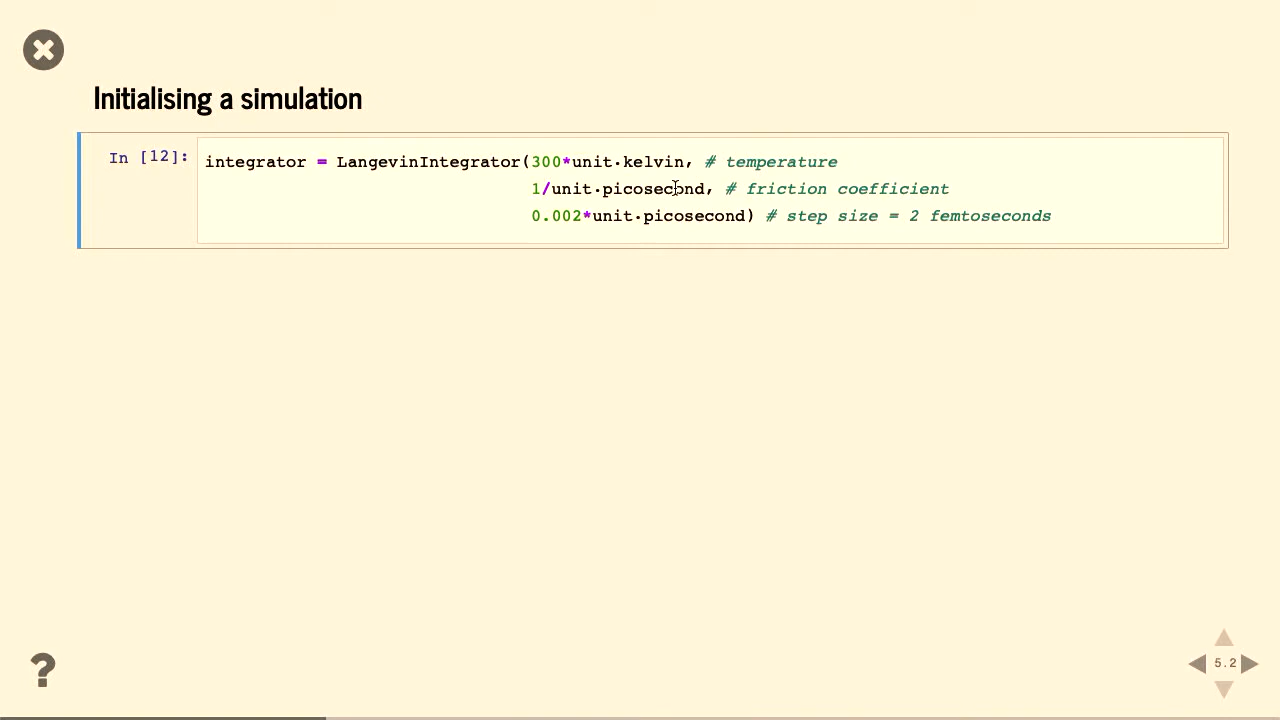 Initialising a simulation
In [12]: integrator = LangevinIntegrator(300*unit.kelvin, # temperature
1/unit.picosecond, # friction coefficient
0.002*unit.picosecond) # step size = 2 femtoseconds
?
5.2